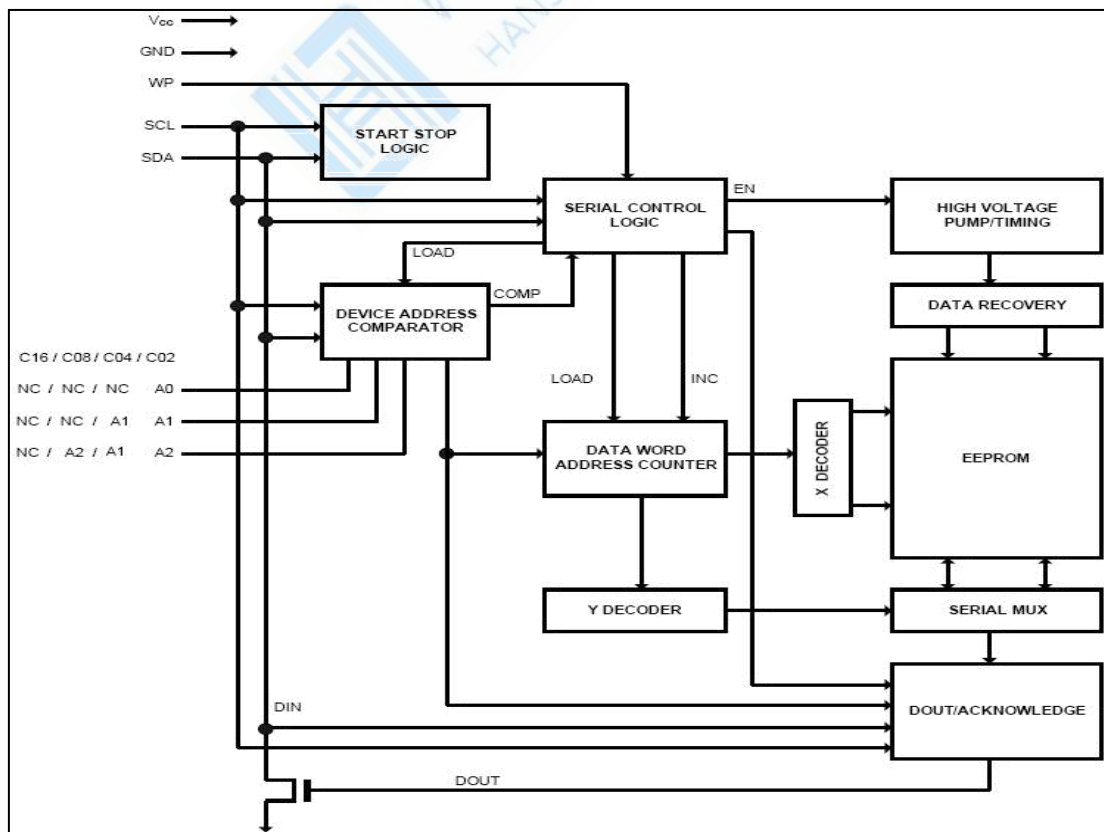 Vcc
GND
WP
SCL
SDA
START STOP
LOGIC
SERIAL CONTROL
LOGIC
EN
HIGH VOLTAGE
PUMP/TIMING
LOAD
COMP
DEVICE ADDRESS
COMPARATOR
DATA RECOVERY
C16 / C08 / C04 / C02
NC / NC / NC A0
NC / NC / A1 A1
NC / A2 / A1 A2
LOAD
INC
DATA WORD
ADDRESS COUNTER
X DECODER
EEPROM
Y DECODER
SERIAL MUX
DIN
DOUT/ACKNOWLEDGE
DOUT